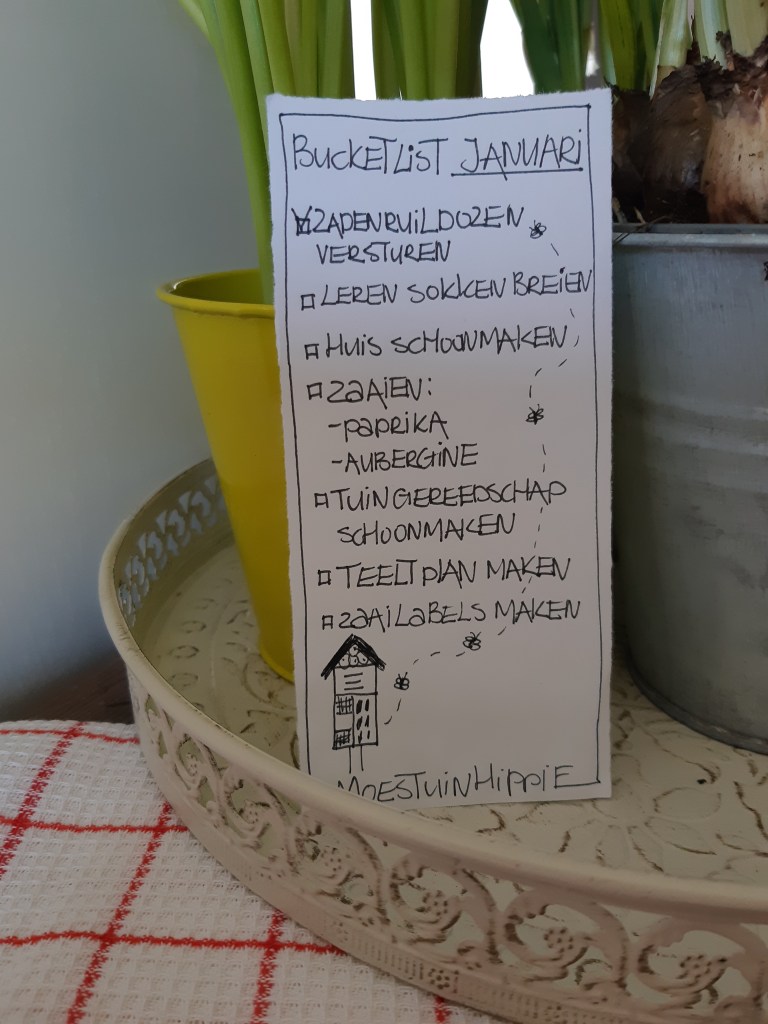 BUCKETLIST JANUARI
ZADENRUILDOZEN
VERSTUREN
LEREN SOKKEN BREIEN
HUIS SCHOONMAKEN
ZAAIEN:
-PAPRIKA
-AUBERGINE
TUINGEREEDSCHAP
SCHOONMAKEN
TEELTPLAN MAKEN
ZAAILABELS MAKEN
MOESTUINHIPPIE